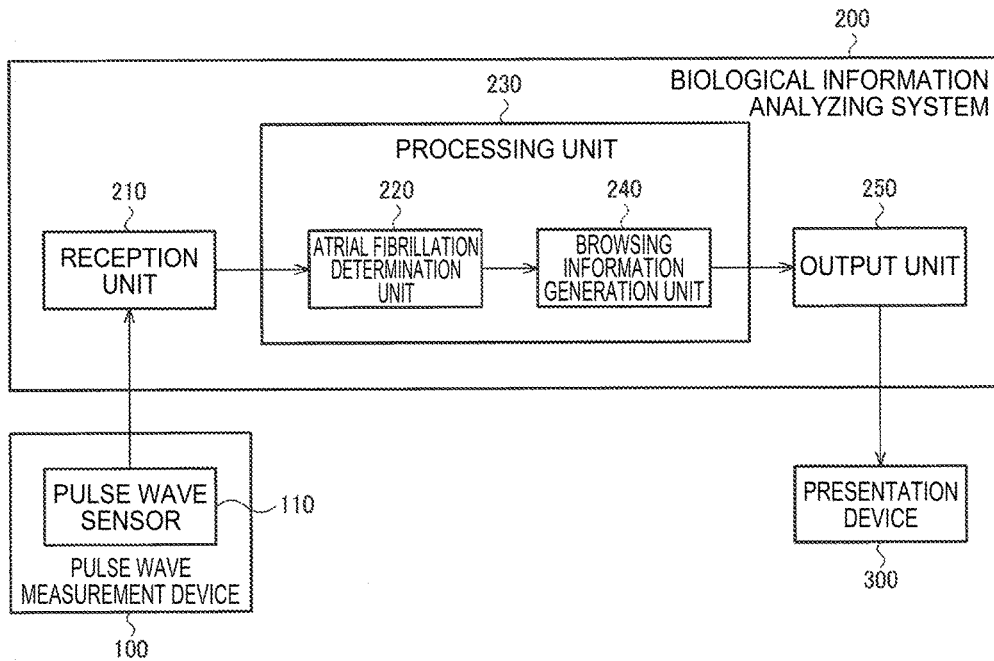 200
BIOLOGICAL INFORMATION
ANALYZING SYSTEM
230
PROCESSING UNIT
210
RECEPTION
UNIT
220
ATRIAL FIBRILLATION
DETERMINATION
UNIT
240
BROWSING
INFORMATION
GENERATION UNIT
250
OUTPUT UNIT
PULSE WAVE
SENSOR
110
PULSE WAVE
MEASUREMENT DEVICE
100
PRESENTATION
DEVICE
300